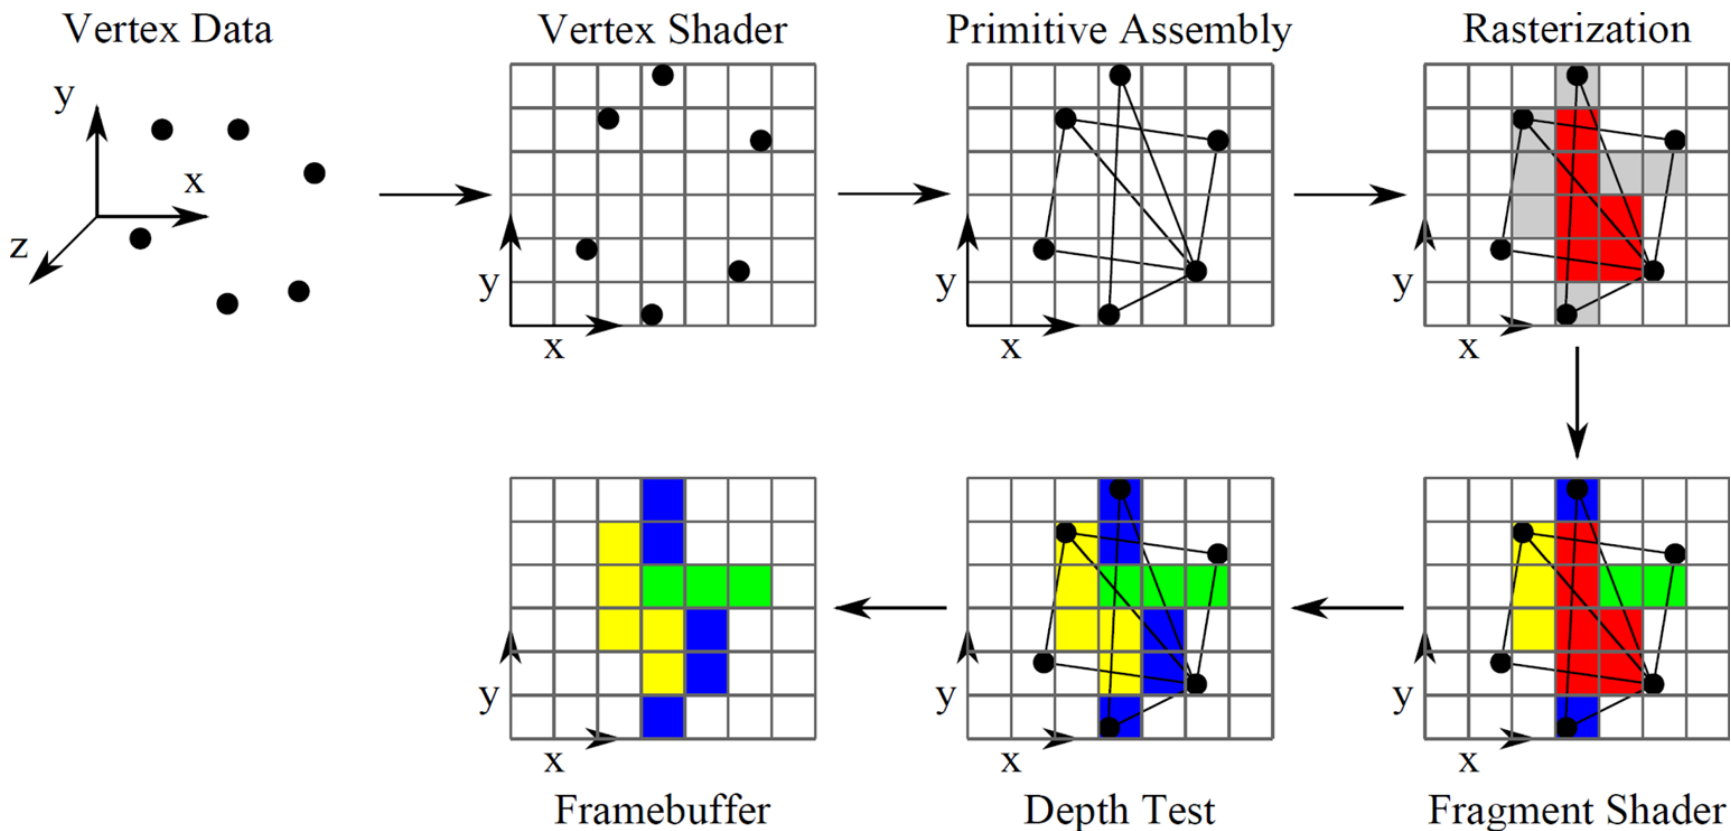 Vertex Data
Vertex Shader
Primitive Assembly
Rasterization
y
x
z
y
x
y
x
y
x
y
x
y
x
y
x
Framebuffer
Depth Test
Fragment Shader